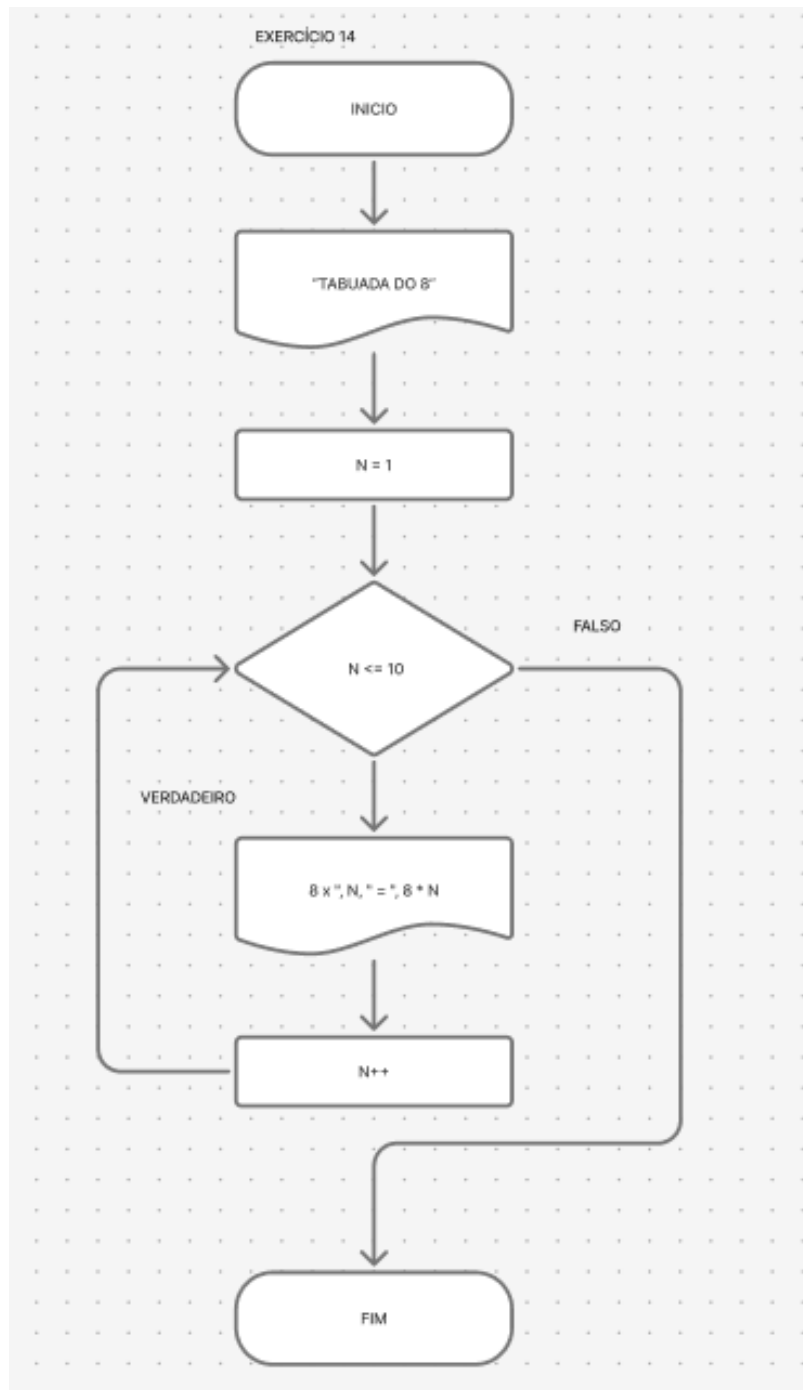 EXERCÍCIO 14
INICIO
"TABUADA DO 8"
N = 1
FALSO
N <= 10
VERDADEIRO
8 x ", N, " = ", 8 * N
N++
FIM